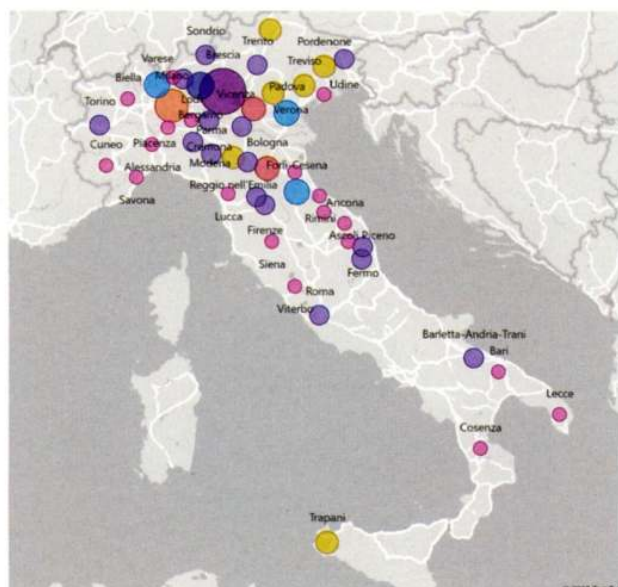 Sondrio
Trento
Pordenone
Varese
Brescia
Treviso
Biella
Milano
Padova
Udine
Torino
Lodi
Vicenza
Verona
Bergamo
Parma
Cuneo
Piacenza
Cremona
Bologna
Alessandria
Modena
Forlì-Cesena
Savona
Reggio nell'Emilia
Ancona
Lucca
Rimini
Firenze
Ascoli Piceno
Siena
Fermo
Roma
Viterbo
Barletta-Andria-Trani
Bari
Lecce
Cosenza
Trapani